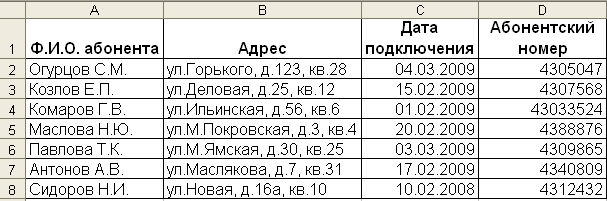 A B C D
1 Ф.И.О. абонента Адрес Дата подключения Абонентский номер
2 Огурцов С.М. ул.Горького, д.123, кв.28 04.03.2009 4305047
3 Козлов Е.П. ул.Деловая, д.25, кв.12 15.02.2009 4307568
4 Комаров Г.В. ул.Ильинская, д.56, кв.6 01.02.2009 43033524
5 Маслова Н.Ю. ул.М.Покровская, д.3, кв.4 20.02.2009 4388876
6 Павлова Т.К. ул.М.Ямская, д.30, кв.25 03.03.2009 4309865
7 Антонов А.В. ул.Маслякова, д.7, кв.31 17.02.2009 4340809
8 Сидоров Н.И. ул.Новая, д.16а, кв.10 10.02.2008 4312432